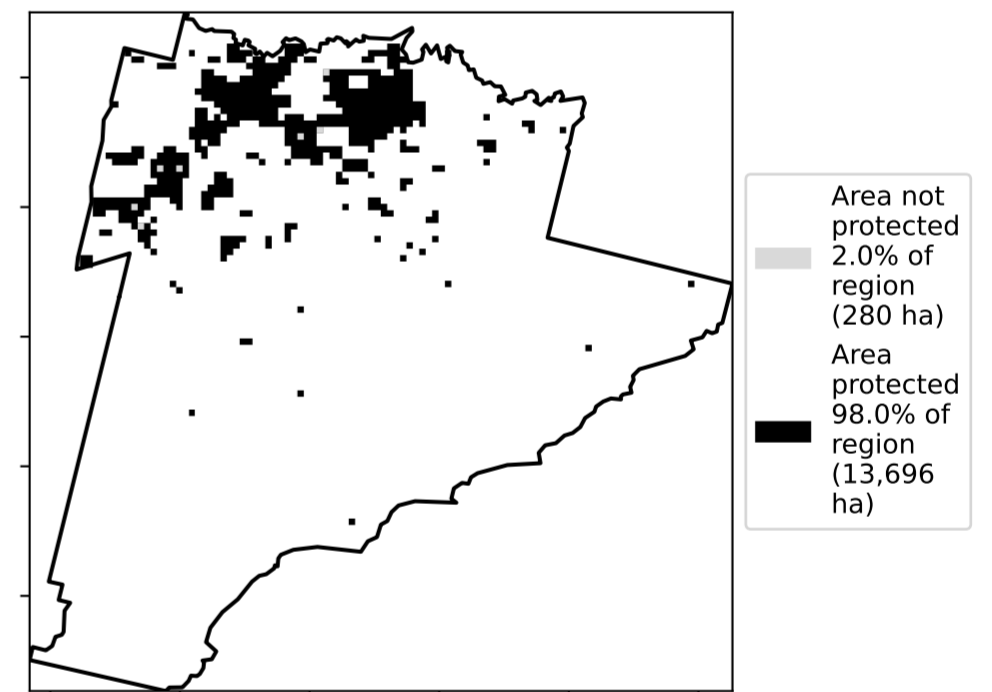 Area not
protected
2.0% of
region
(280 ha)
Area
protected
98.0% of
region
(13,696
ha)